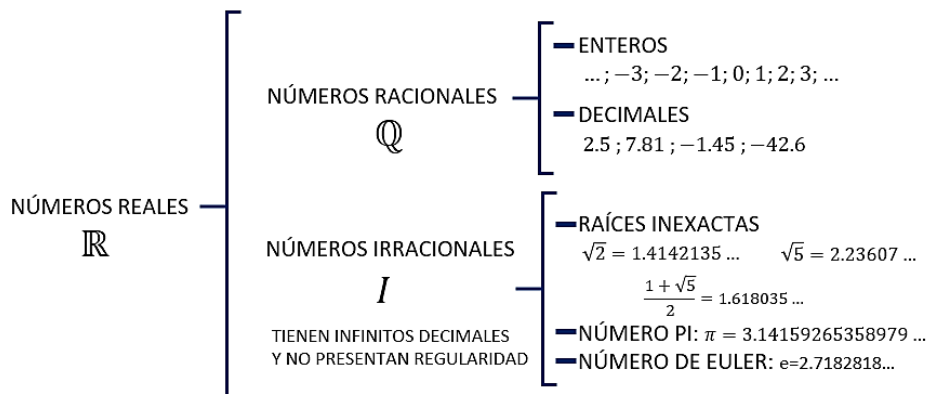 NÚMEROS REALES
ℝ
NÚMEROS RACIONALES
ℚ
ENTEROS
... ; −3; −2; −1; 0; 1; 2; 3; ...
DECIMALES
2.5 ; 7.81 ; −1.45 ; −42.6
NÚMEROS IRRACIONALES
I
TIENEN INFINITOS DECIMALES
Y NO PRESENTAN REGULARIDAD
RAÍCES INEXACTAS
√2 = 1.4142135 ... √5 = 2.23607 ...
(1 + √5)/2 = 1.618035 ...
NÚMERO PI: π = 3.14159265358979 ...
NÚMERO DE EULER: e=2.7182818...